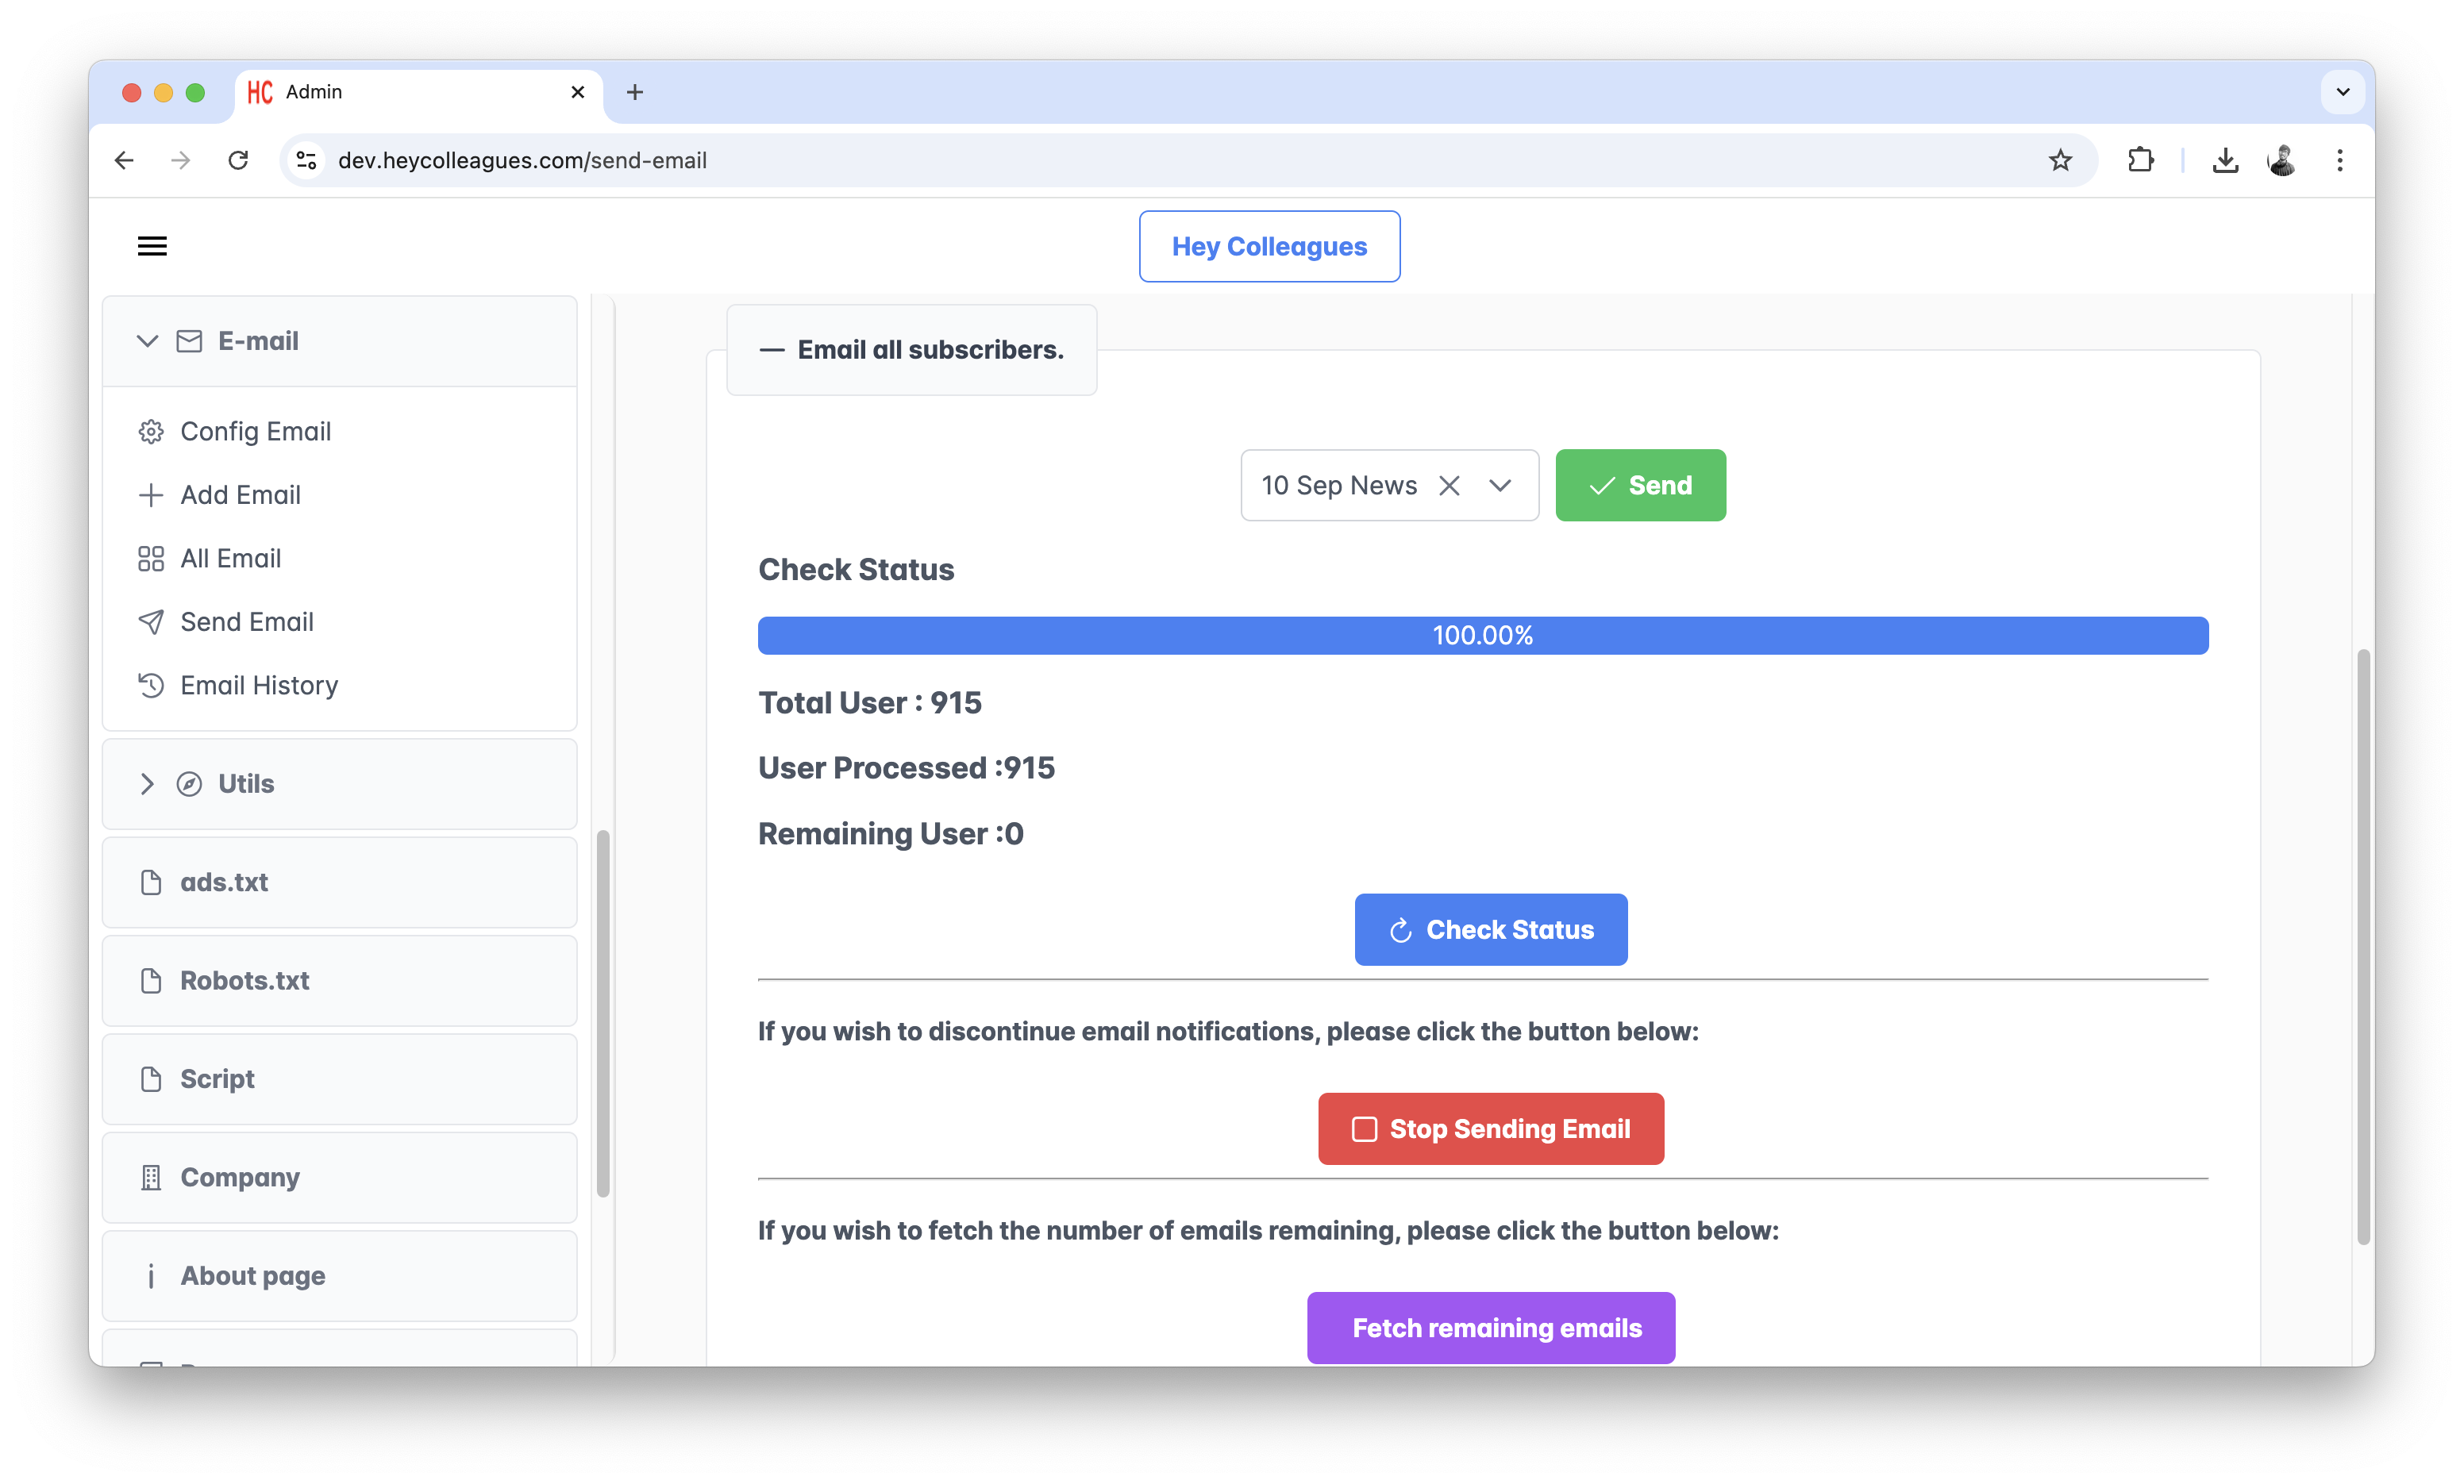 HC Admin
dev.heycolleagues.com/send-email
Hey Colleagues
E-mail
Config Email
Add Email
All Email
Send Email
Email History
Utils
ads.txt
Robots.txt
Script
Company
About page
Email all subscribers.
10 Sep News
Send
Check Status
100.00%
Total User : 915
User Processed :915
Remaining User :0
Check Status
If you wish to discontinue email notifications, please click the button below:
Stop Sending Email
If you wish to fetch the number of emails remaining, please click the button below:
Fetch remaining emails